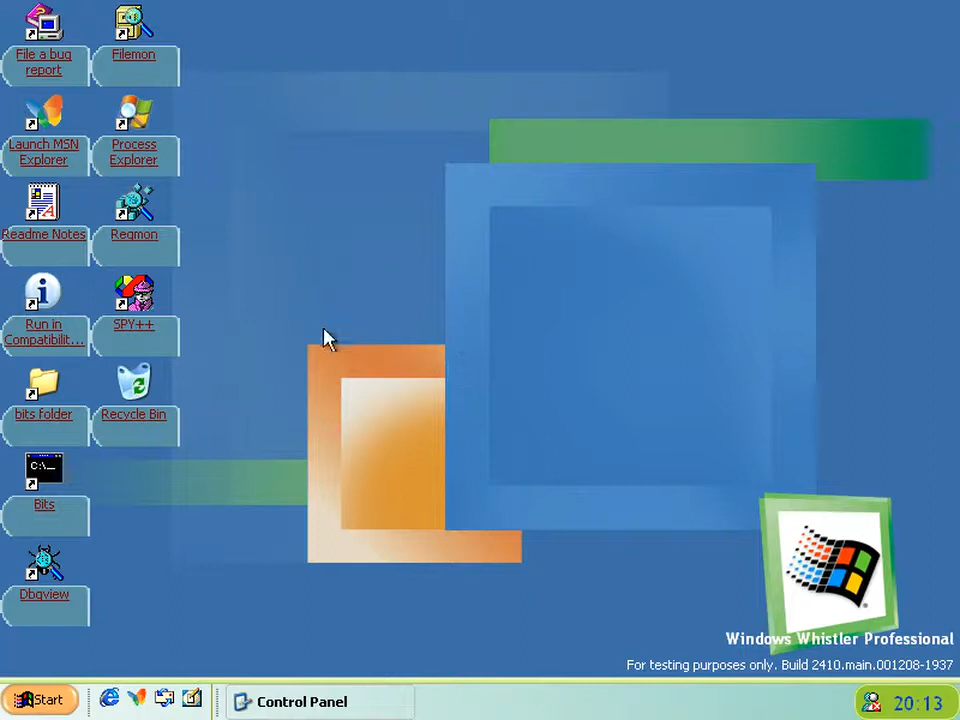 File a bug
report
Filemon
Launch MSN
Explorer
Process
Explorer
Readme Notes
Regmon
Run in
Compatibilit...
SPY++
bits folder
Recycle Bin
C:\_
Bits
Dbgview
Windows Whistler Professional
For testing purposes only. Build 2410.main.001208-1937
Start
Control Panel
20:13